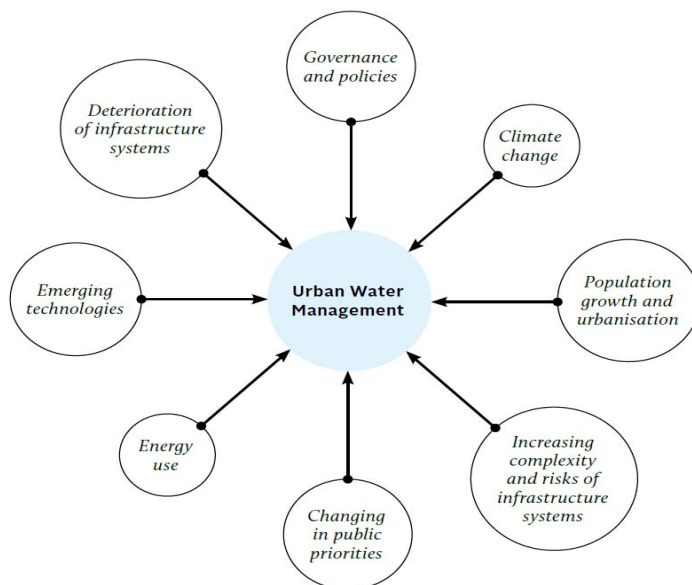 Governance
and policies
Deterioration
of infrastructure
systems
Climate
change
Emerging
technologies
Urban Water
Management
Population
growth and
urbanisation
Energy
use
Changing
in public
priorities
Increasing
complexity
and risks of
infrastructure
systems